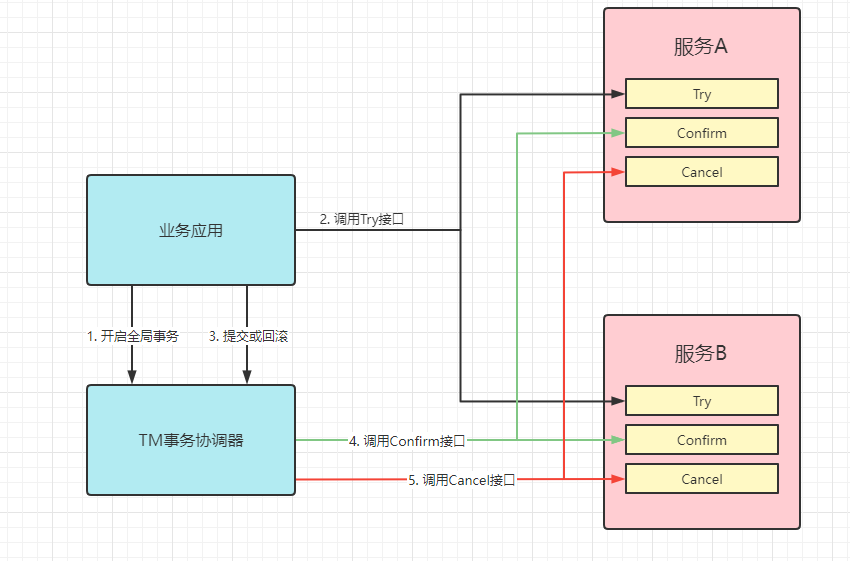 服务A
Try
Confirm
Cancel
业务应用
2. 调用Try接口
1. 开启全局事务
3. 提交或回滚
服务B
Try
Confirm
Cancel
TM事务协调器
4. 调用Confirm接口
5. 调用Cancel接口